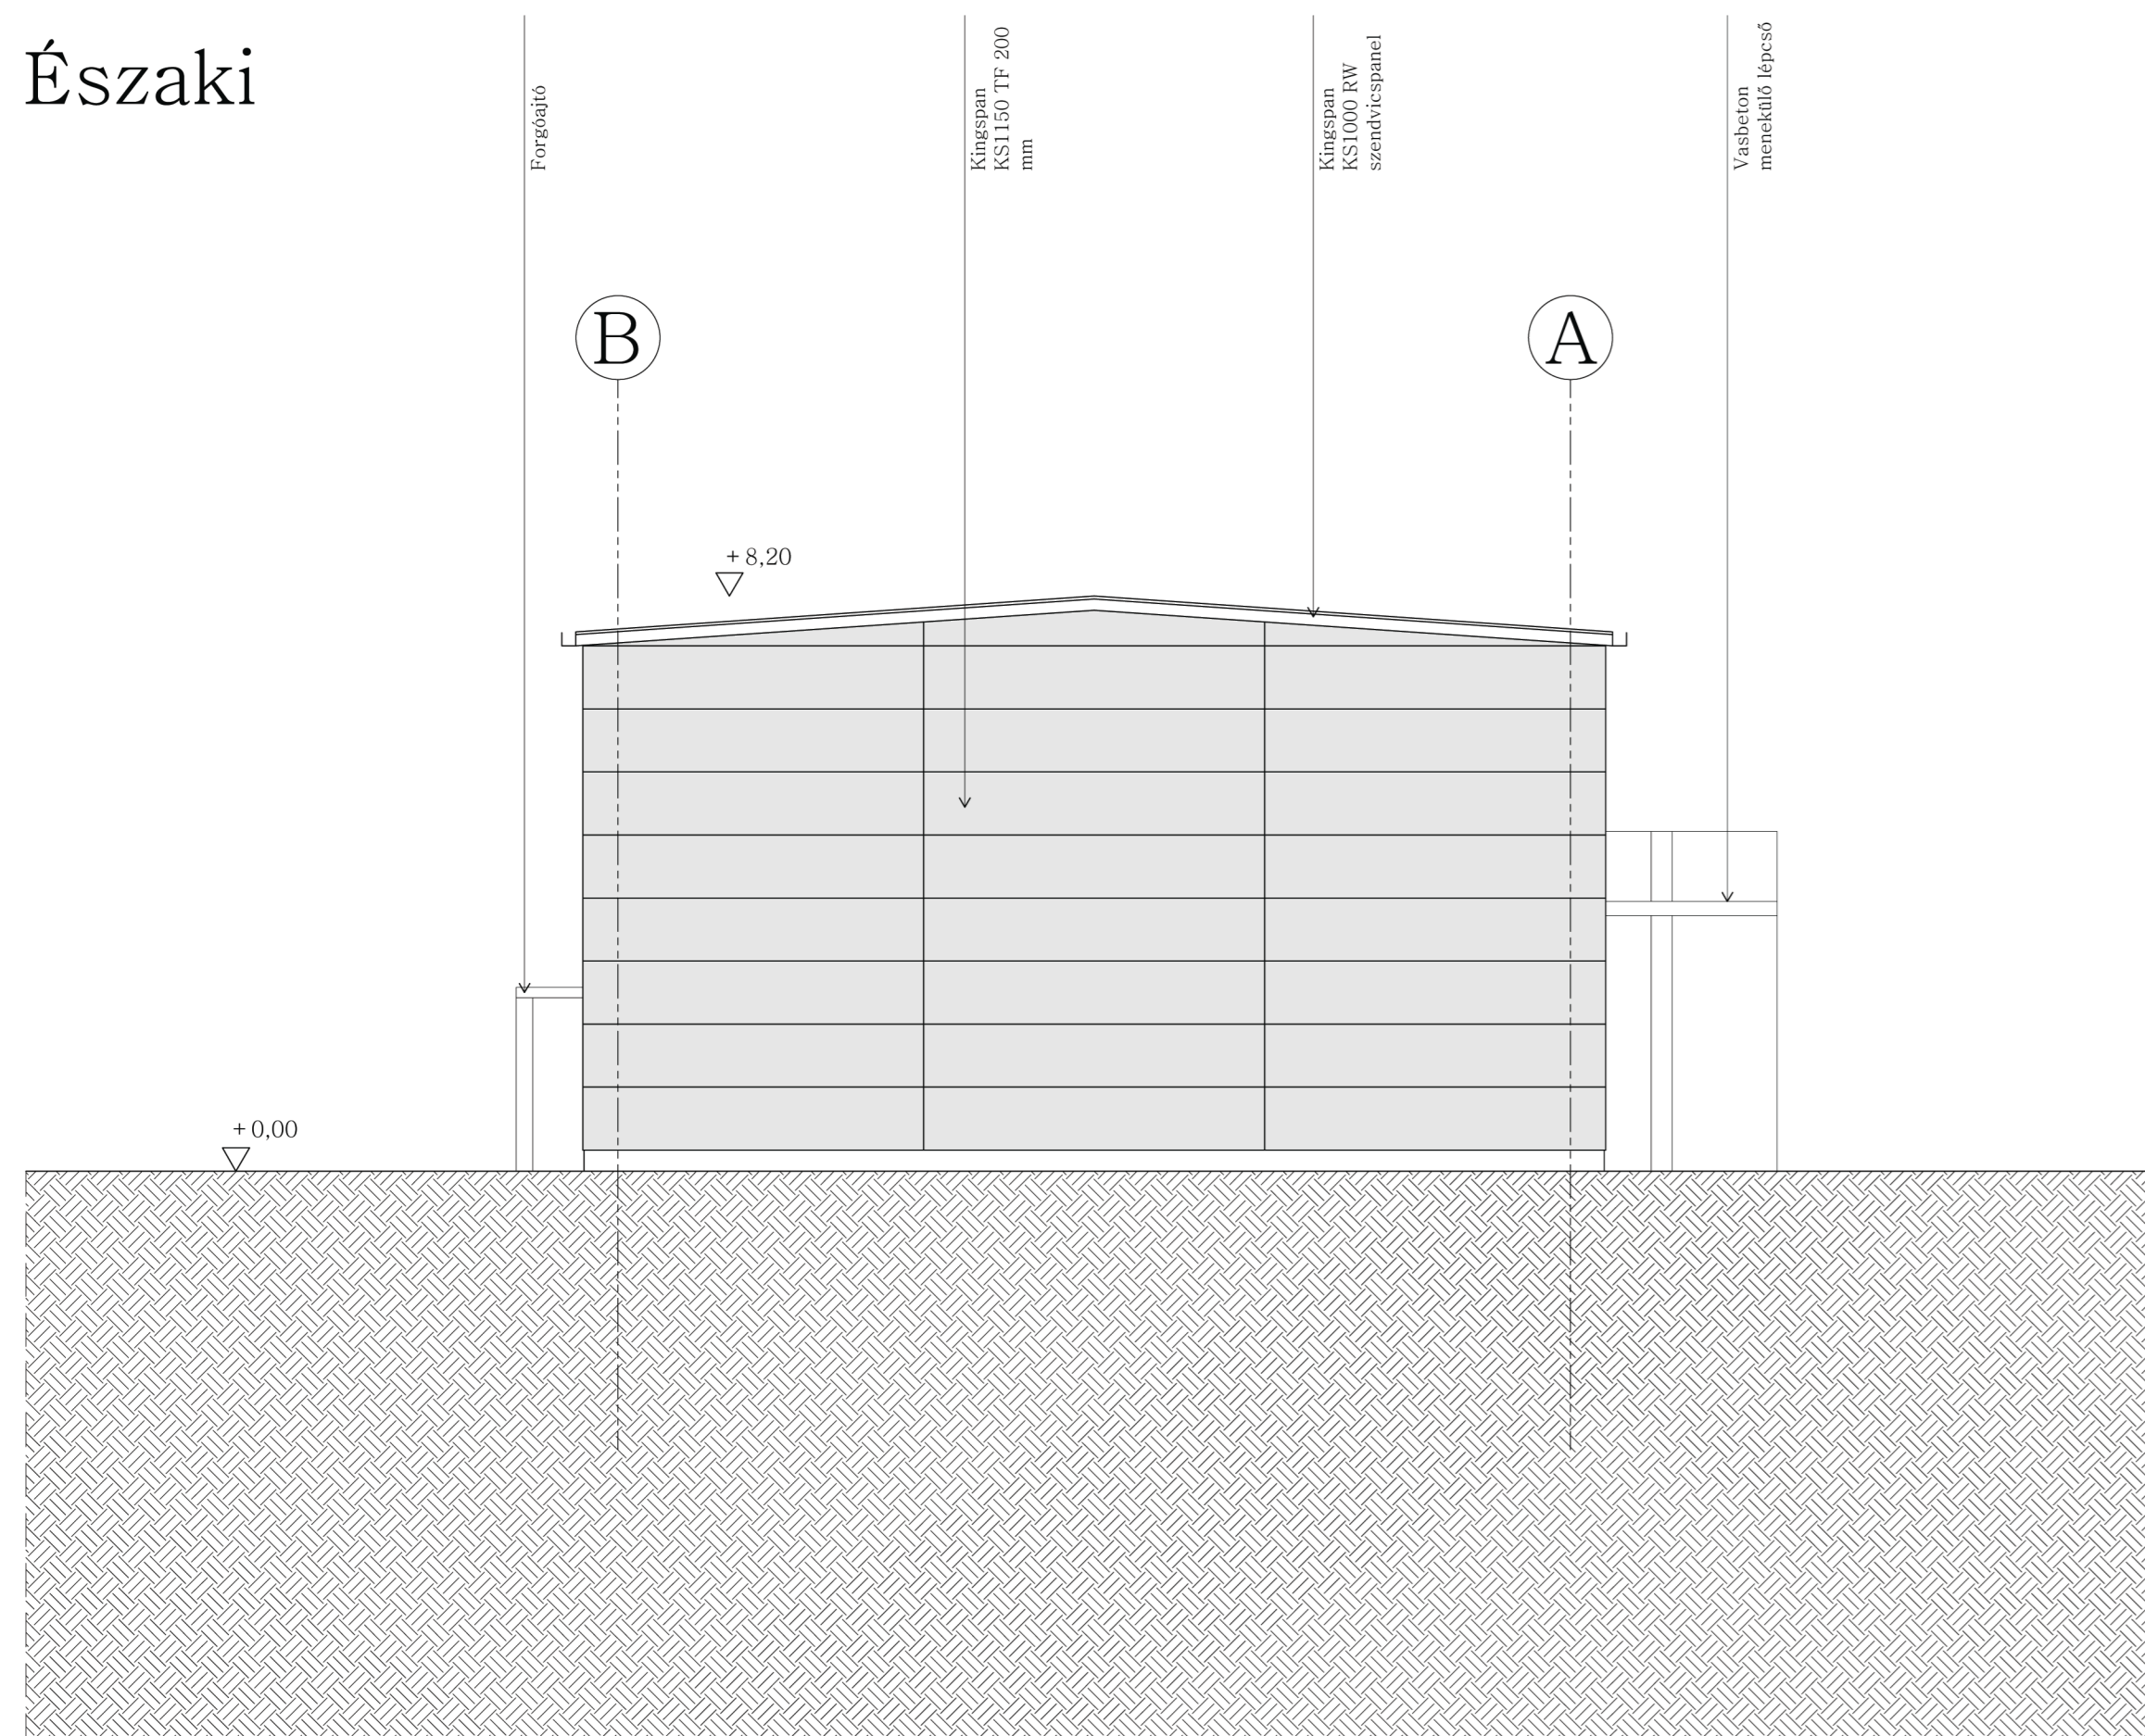 Északi
Forgóajtó
Kingspan
KS1150 TF 200
mm
Kingspan
KS1000 RW
szendvicspanel
Vasbeton
menekülő lépcső
B
A
+ 8,20
+ 0,00